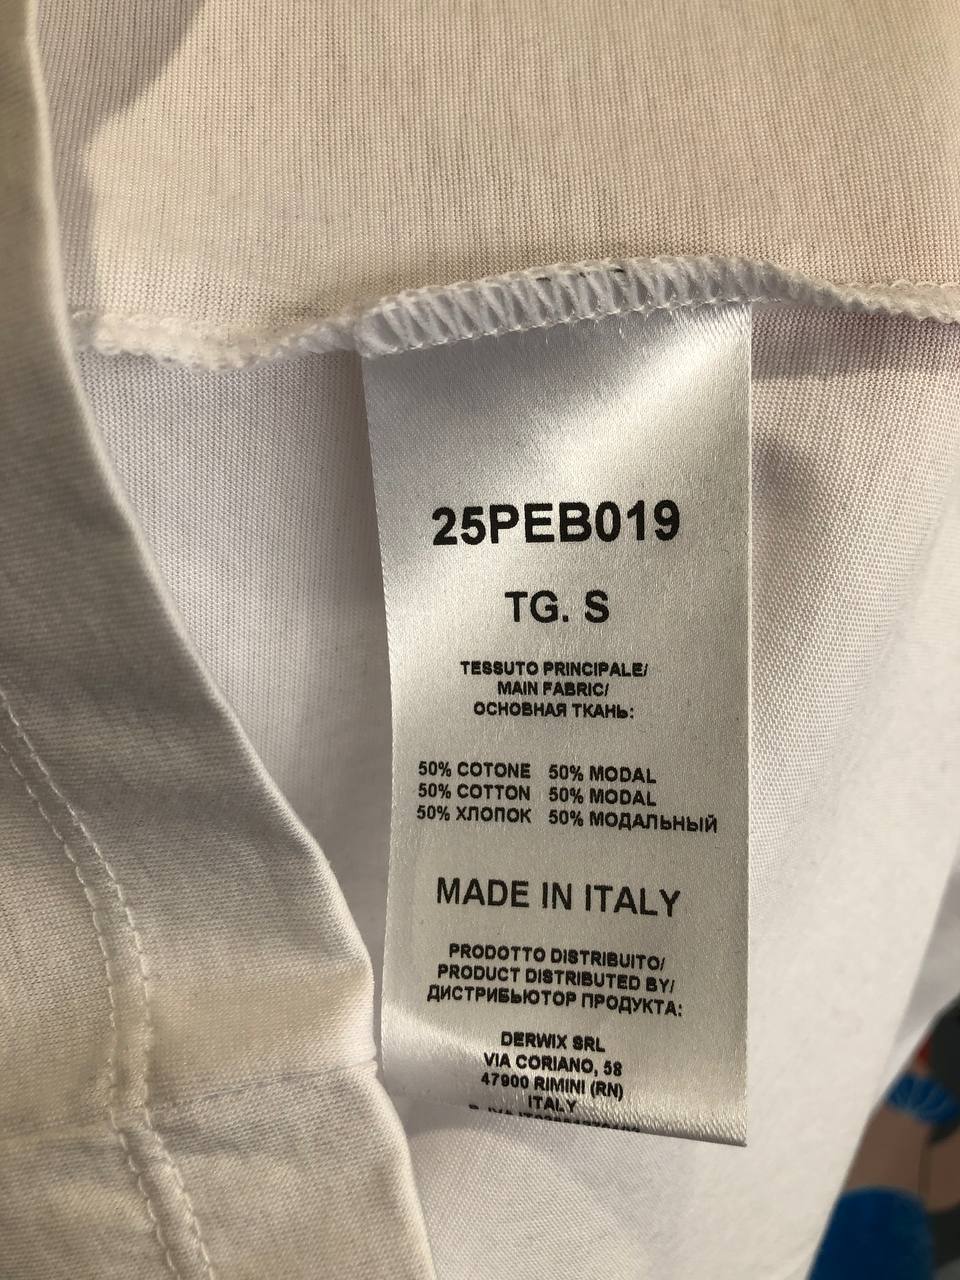 25PEB019
TG. S
TESSUTO PRINCIPALE/
MAIN FABRIC/
ОСНОВНАЯ ТКАНЬ:
50% COTONE 50% MODAL
50% COTTON 50% MODAL
50% ХЛОПОК 50% МОДАЛЬНЫЙ
MADE IN ITALY
PRODOTTO DISTRIBUITO/
PRODUCT DISTRIBUTED BY/
ДИСТРИБЬЮТОР ПРОДУКТА:
DERWIX SRL
VIA CORIANO, 58
47900 RIMINI (RN)
ITALY